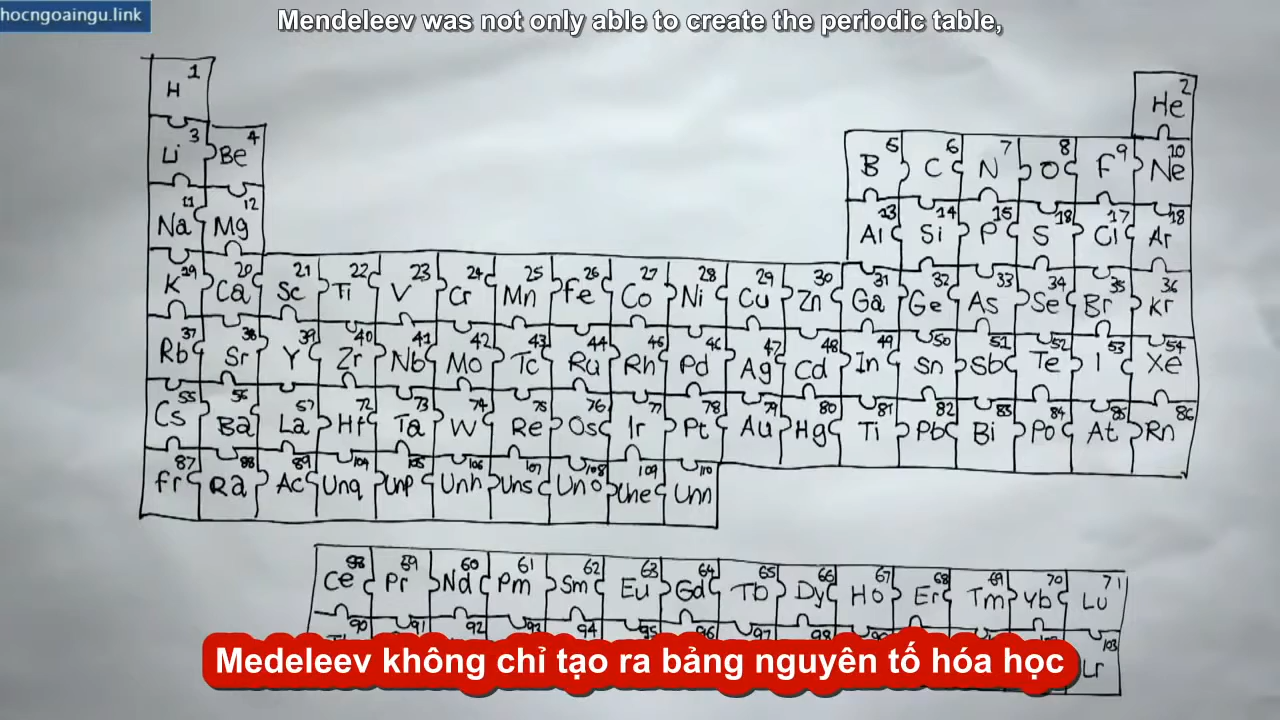 hocngoaingu.link
Mendeleev was not only able to create the periodic table,
1 2
H He
3 4 5 6 7 8 9 10
Li Be B C N O F Ne
11 12 13 14 15 18 17 18
Na Mg Al Si P S Cl Ar
19 20 21 22 23 24 25 26 27 28 29 30 31 32 33 34 35 36
K Ca Sc Ti V Cr Mn Fe Co Ni Cu Zn Ga Ge As Se Br Kr
37 38 39 40 41 42 43 44 45 46 47 48 49 50 51 52 53 54
Rb Sr Y Zr Nb Mo Tc Ru Rh Pd Ag Cd In Sn Sb Te I Xe
55 56 57 72 73 74 75 76 77 78 79 80 81 82 83 84 85 86
Cs Ba La Hf Ta W Re Os Ir Pt Au Hg Ti Pb Bi Po At Rn
87 88 89 104 105 106 107 108 109 110
Fr Ra Ac Unq Unp Unh Uns Uno Une Unn
58 59 60 61 62 63 64 65 66 67 68 69 70 71
Ce Pr Nd Pm Sm Eu Gd Tb Dy Ho Er Tm Yb Lu
90 91 92 93 94 95 96 97 98 103
Lr
Medeleev không chỉ tạo ra bảng nguyên tố hóa học